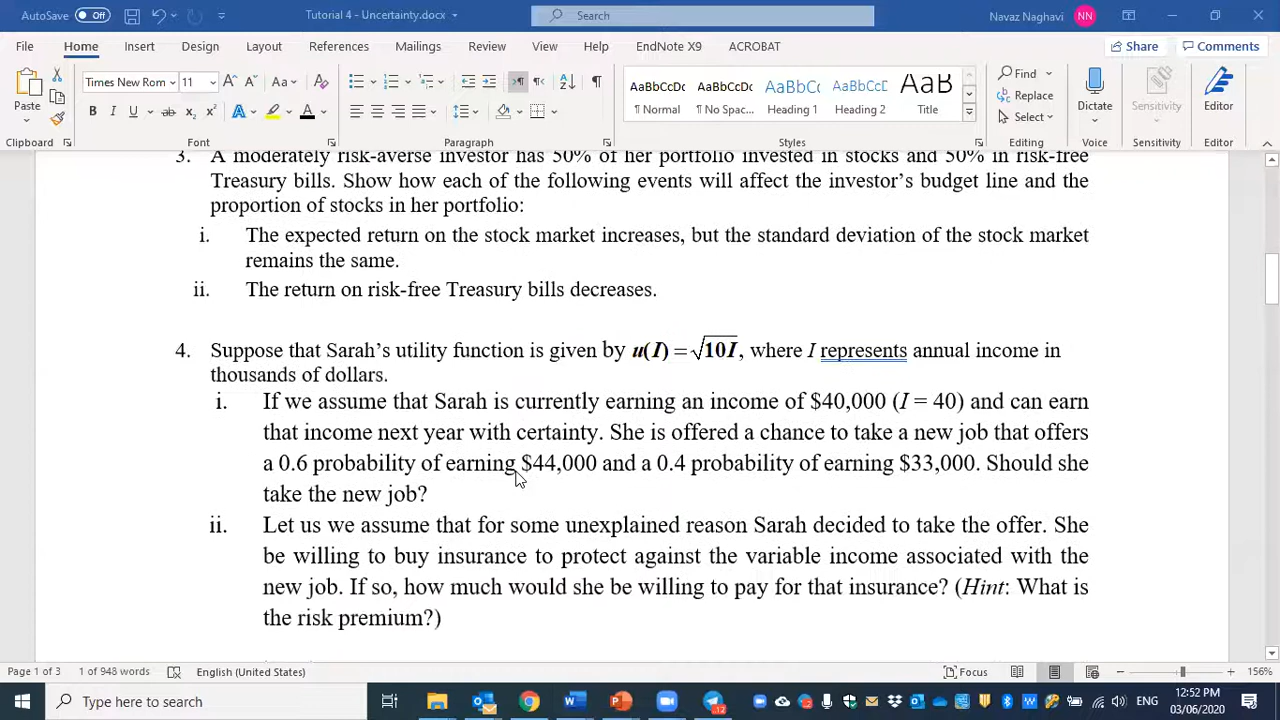 AutoSave Off Tutorial 4 - Uncertainty.docx Search Navaz Naghavi NN
File Home Insert Design Layout References Mailings Review View Help EndNote X9 ACROBAT Share Comments
Paste Times New Rom 11 Aa
AaBbCcDc AaBbCcDc AaBbCc AaBbCcD AaB
¶ Normal ¶ No Spac... Heading 1 Heading 2 Title
Find Replace Select Dictate Sensitivity Editor
Clipboard Font Paragraph Styles Editing Voice Sensitivity Editor
3. A moderately risk-averse investor has 50% of her portfolio invested in stocks and 50% in risk-free
Treasury bills. Show how each of the following events will affect the investor's budget line and the
proportion of stocks in her portfolio:
i. The expected return on the stock market increases, but the standard deviation of the stock market
remains the same.
ii. The return on risk-free Treasury bills decreases.
4. Suppose that Sarah's utility function is given by u(I) = √10I, where I represents annual income in
thousands of dollars.
i. If we assume that Sarah is currently earning an income of $40,000 (I = 40) and can earn
that income next year with certainty. She is offered a chance to take a new job that offers
a 0.6 probability of earning $44,000 and a 0.4 probability of earning $33,000. Should she
take the new job?
ii. Let us we assume that for some unexplained reason Sarah decided to take the offer. She
be willing to buy insurance to protect against the variable income associated with the
new job. If so, how much would she be willing to pay for that insurance? (Hint: What is
the risk premium?)
Page 1 of 3 1 of 948 words English (United States) Focus 156%
Type here to search ENG 12:52 PM
03/06/2020